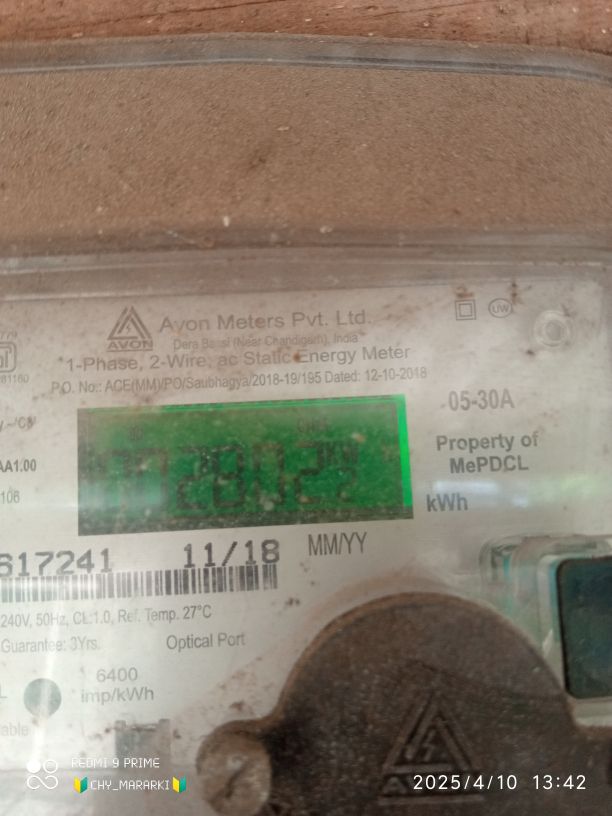 AVON
Avon Meters Pvt. Ltd.
Dera Bassi (Near Chandigarh), India
1-Phase, 2-Wire, ac Static Energy Meter
P.O. No.: ACE(MM)/PO/Saubhagya/2018-19/195 Dated: 12-10-2018
UW
05-30A
Property of
MePDCL
kWh
AA1.00
106
617241 11/18 MM/YY
240V, 50Hz, CL:1.0, Ref. Temp. 27°C
Guarantee: 3Yrs. Optical Port
6400
imp/kWh
AVON
REDMI 9 PRIME
🔰CHY_MARARKI🔰
2025/4/10 13:42